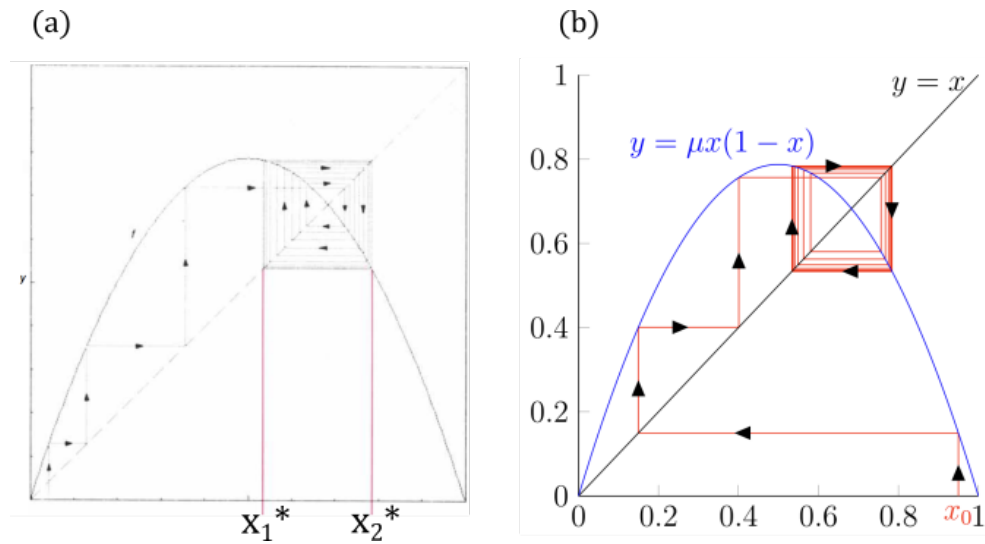 (a)
f
y
x₁* x₂*
(b)
1
0.8
0.6
0.4
0.2
0
y = x
y = μx(1 − x)
0 0.2 0.4 0.6 0.8 x₀ 1